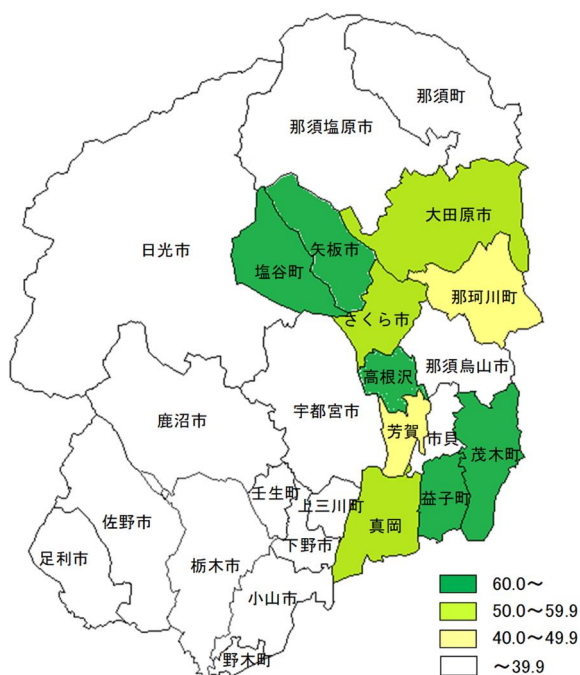 那須町
那須塩原市
大田原市
矢板市
日光市
塩谷町
那珂川町
さくら市
高根沢
那須烏山市
宇都宮市
鹿沼市
芳賀
市貝
茂木町
壬生町
上三川町
益子町
佐野市
真岡
下野市
足利市
栃木市
小山市
野木町
60.0～
50.0～59.9
40.0～49.9
～39.9